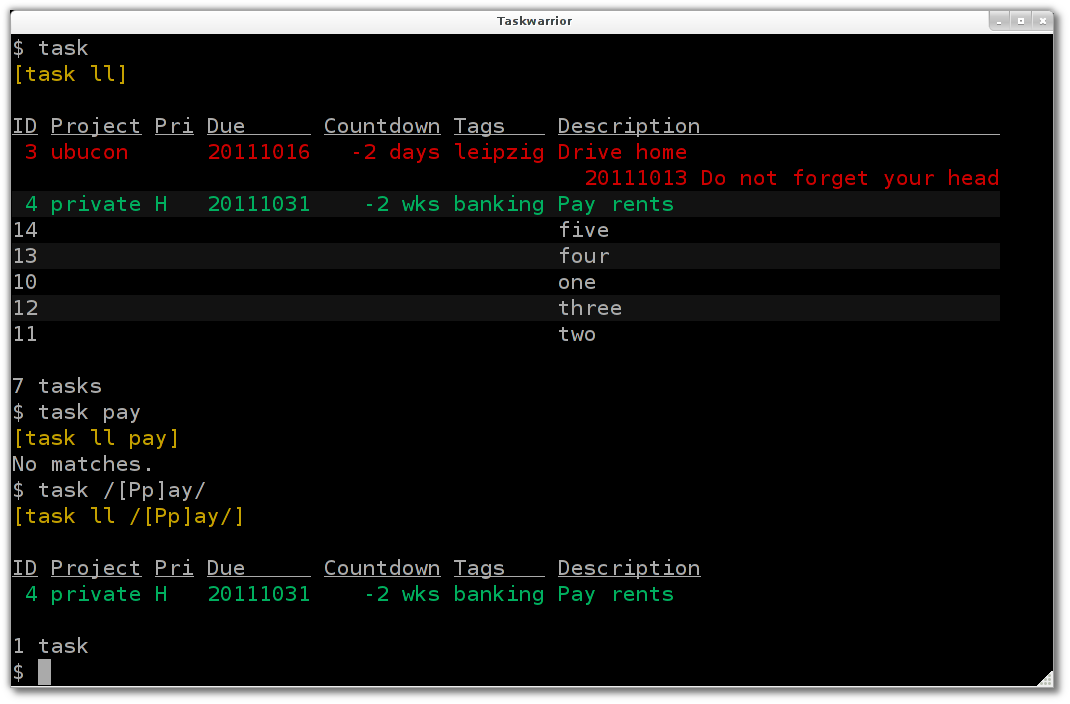 Taskwarrior
$ task
[task ll]
ID Project Pri Due Countdown Tags Description
3 ubucon 20111016 -2 days leipzig Drive home
20111013 Do not forget your head
4 private H 20111031 -2 wks banking Pay rents
14 five
13 four
10 one
12 three
11 two
7 tasks
$ task pay
[task ll pay]
No matches.
$ task /[Pp]ay/
[task ll /[Pp]ay/]
ID Project Pri Due Countdown Tags Description
4 private H 20111031 -2 wks banking Pay rents
1 task
$